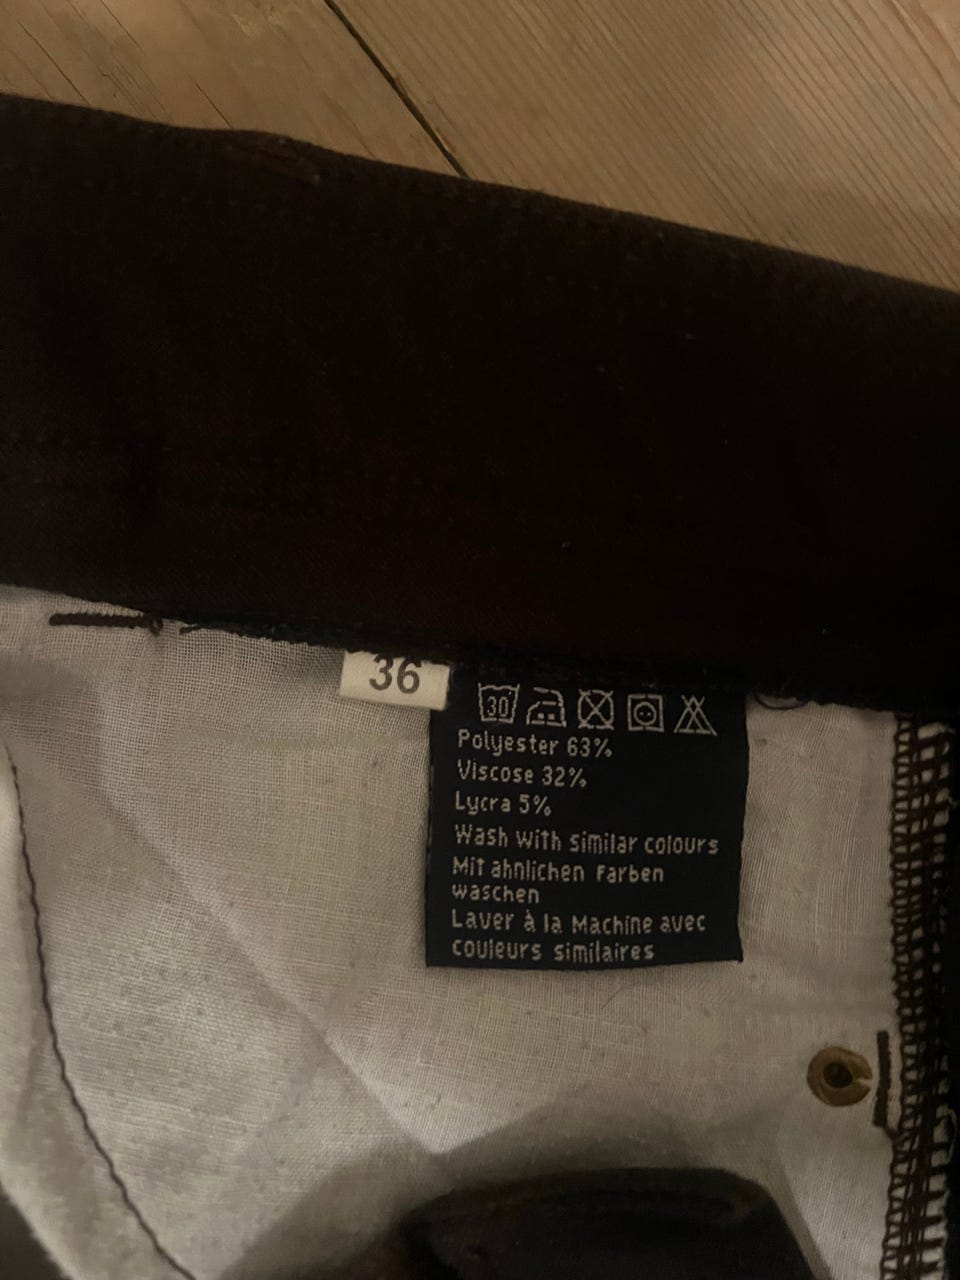 36
30
Polyester 63%
Viscose 32%
Lycra 5%
Wash with similar colours
Mit ahnlichen Farben
waschen
Laver à la Machine avec
couleurs similaires